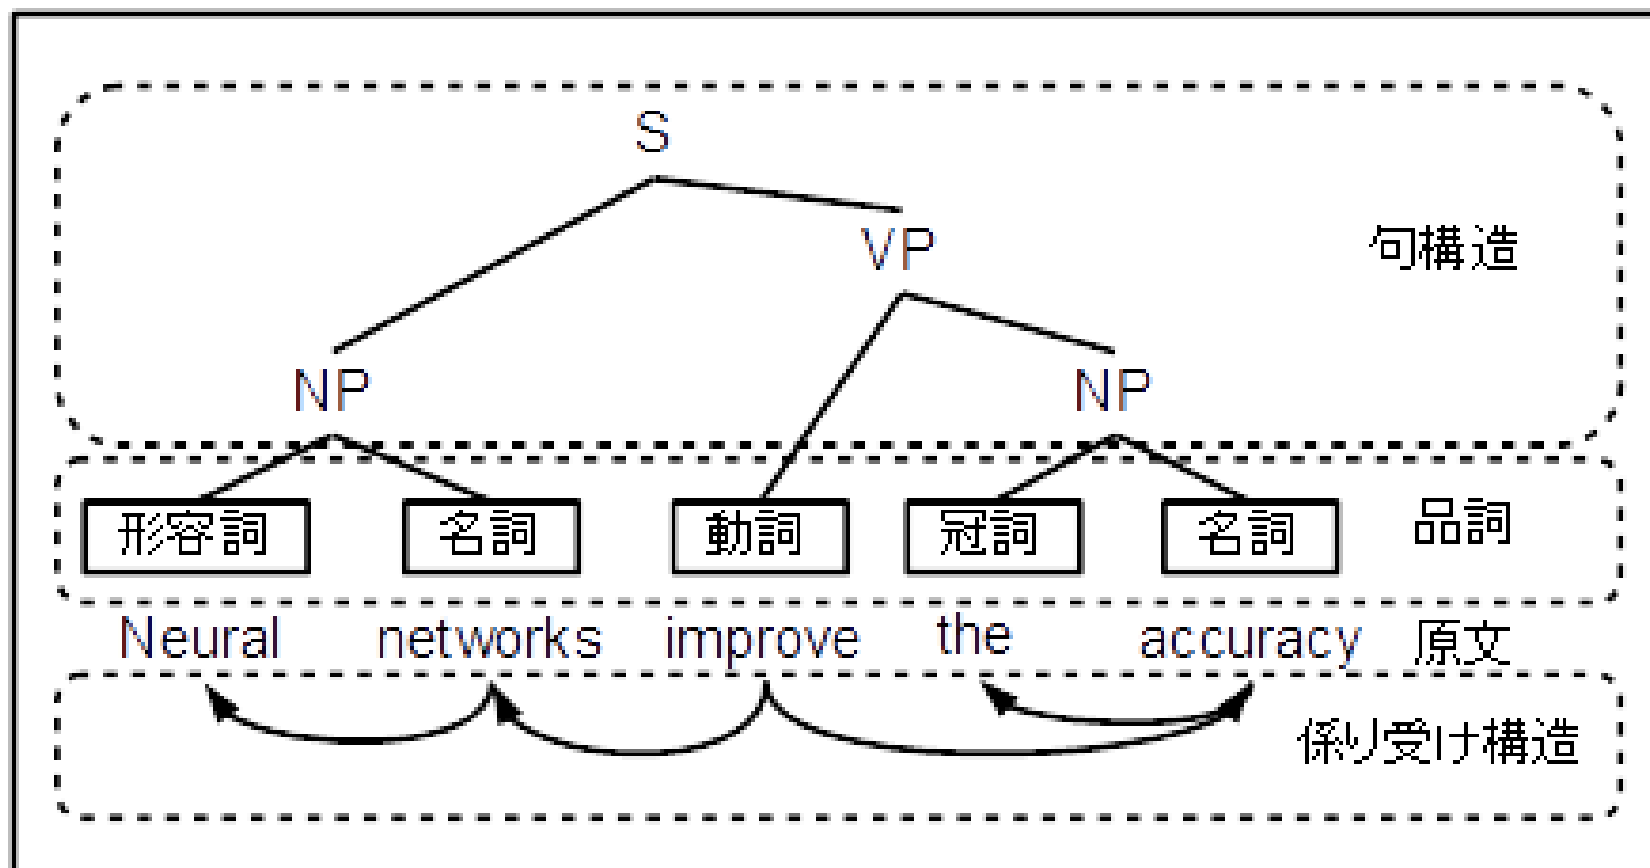 S
VP
句構造
NP NP
形容詞 名詞 動詞 冠詞 名詞 品詞
Neural networks improve the accuracy 原文
係り受け構造